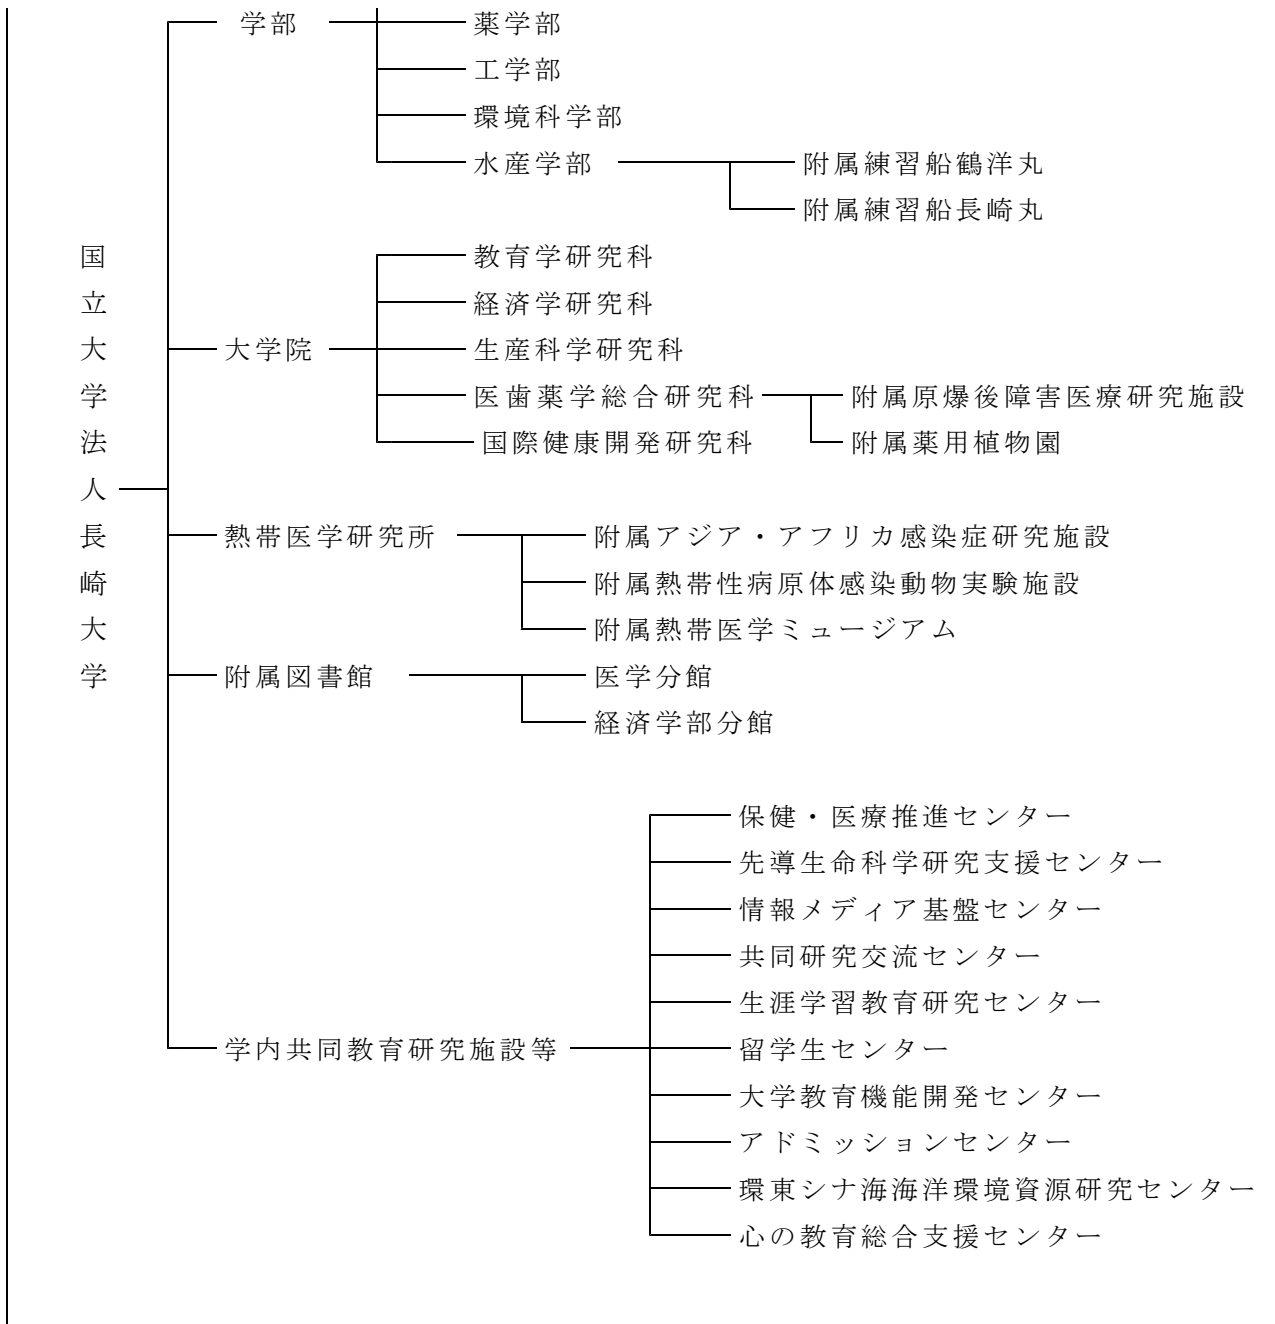 学部
薬学部
工学部
環境科学部
水産学部
附属練習船鶴洋丸
附属練習船長崎丸
国立大学法人長崎大学
大学院
教育学研究科
経済学研究科
生産科学研究科
医歯薬学総合研究科
附属原爆後障害医療研究施設
附属薬用植物園
国際健康開発研究科
熱帯医学研究所
附属アジア・アフリカ感染症研究施設
附属熱帯性病原体感染動物実験施設
附属熱帯医学ミュージアム
附属図書館
医学分館
経済学部分館
学内共同教育研究施設等
保健・医療推進センター
先導生命科学研究支援センター
情報メディア基盤センター
共同研究交流センター
生涯学習教育研究センター
留学生センター
大学教育機能開発センター
アドミッションセンター
環東シナ海海洋環境資源研究センター
心の教育総合支援センター